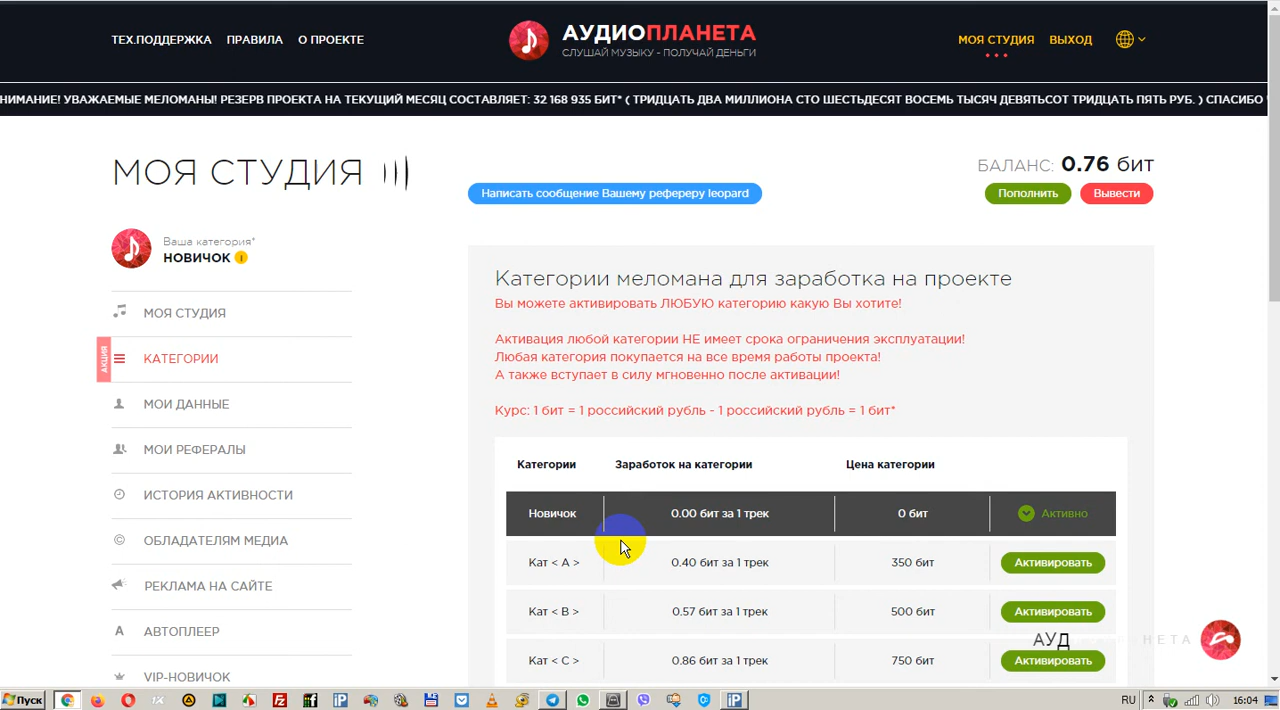 ТЕХ.ПОДДЕРЖКА ПРАВИЛА О ПРОЕКТЕ
АУДИОПЛАНЕТА
СЛУШАЙ МУЗЫКУ - ПОЛУЧАЙ ДЕНЬГИ
МОЯ СТУДИЯ ВЫХОД
НИМАНИЕ! УВАЖАЕМЫЕ МЕЛОМАНЫ! РЕЗЕРВ ПРОЕКТА НА ТЕКУЩИЙ МЕСЯЦ СОСТАВЛЯЕТ: 32 168 935 БИТ* ( ТРИДЦАТЬ ДВА МИЛЛИОНА СТО ШЕСТЬДЕСЯТ ВОСЕМЬ ТЫСЯЧ ДЕВЯТЬСОТ ТРИДЦАТЬ ПЯТЬ РУБ. ) СПАСИБО
МОЯ СТУДИЯ
БАЛАНС: 0.76 бит
Написать сообщение Вашему рефереру leopard
Пополнить Вывести
Ваша категория*
НОВИЧОК !
МОЯ СТУДИЯ
АКЦИЯ
КАТЕГОРИИ
МОИ ДАННЫЕ
МОИ РЕФЕРАЛЫ
ИСТОРИЯ АКТИВНОСТИ
ОБЛАДАТЕЛЯМ МЕДИА
РЕКЛАМА НА САЙТЕ
АВТОПЛЕЕР
VIP-НОВИЧОК
Категории меломана для заработка на проекте
Вы можете активировать ЛЮБУЮ категорию какую Вы хотите!
Активация любой категории НЕ имеет срока ограничения эксплуатации!
Любая категория покупается на все время работы проекта!
А также вступает в силу мгновенно после активации!
Курс: 1 бит = 1 российский рубль - 1 российский рубль = 1 бит*
Категории Заработок на категории Цена категории
Новичок 0.00 бит за 1 трек 0 бит Активно
Кат < A > 0.40 бит за 1 трек 350 бит Активировать
Кат < B > 0.57 бит за 1 трек 500 бит Активировать
Кат < C > 0.86 бит за 1 трек 750 бит Активировать
Пуск
RU 16:04